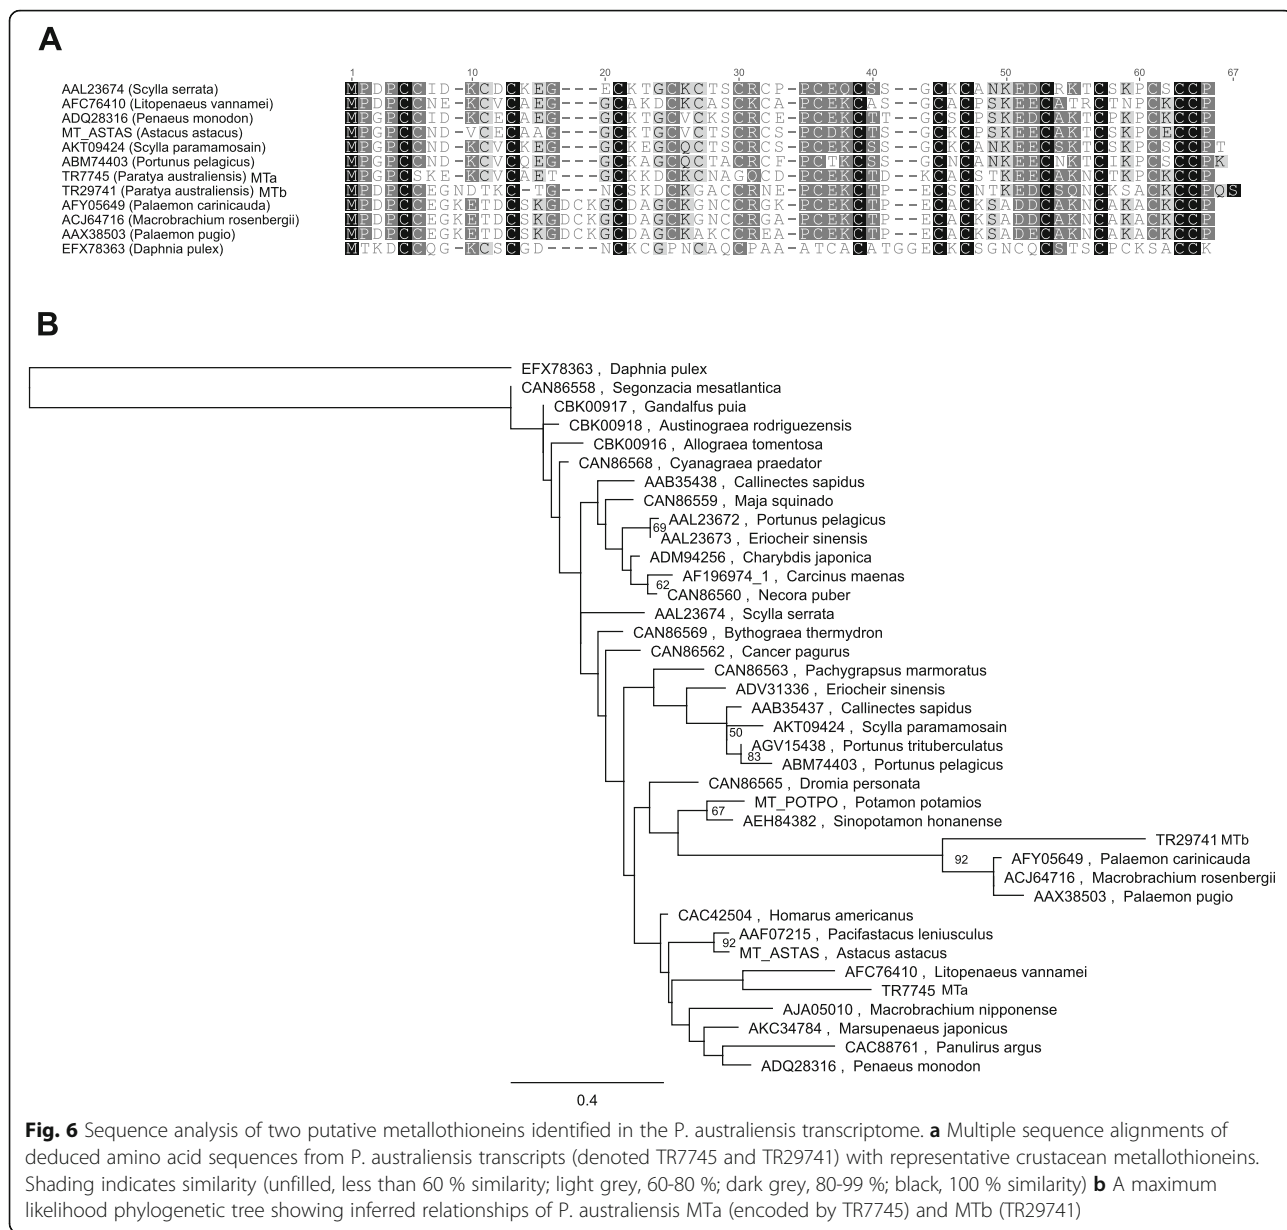 A
1 10 20 30 40 50 60 67
AAL23674 (Scylla serrata) MPDPCCID-KCDCKEG---ECKTGCKCTSCRCP-PCEQCSS--GCKCANKEDCRKTCSKPCSCCP
AFC76410 (Litopenaeus vannamei) MPDPCCNE-KCVCAEG---GCAKDCKCTSCRCA-PCEKCTS--GCACPSKEECATRCTNPCKCCP
ADQ28316 (Penaeus monodon) MPGPCCID-KCECAEG---GCKTGCVCKSCRCE-PCEKCTT--GCSCPSKEECAKTCTKPCKCCP
MT_ASTAS (Astacus astacus) MPGPCCND-VCECAAG---GCKTGCVCTSCRCS-PCDKCTS--GCKCPSKEECAKTCSKPCECCP
AKT09424 (Scylla paramamosain) MPGPCCND-KCVCKEG---GCKEGCQCTSCRCS-PCEKCSS--GCKCANKEECSKTCSKPCSCCPT
ABM74403 (Portunus pelagicus) MPGPCCND-KCVCQEG---GCKAGCQCTSCRCF-PCTKCSS--GCNCANKEECNKTCIKPCSCCPK
TR7745 (Paratya australiensis) MTa MPGPCSKE-KCVCAET---GCKNDCKCNAGQCD-PCEKCTD--KCSCTSKEECAKNCTKPCKCCP
TR29741 (Paratya australiensis) MTb MPDPCCEGNDTKC-TG---NCSKDCKGACCRNE-PCEKCTP--ECSCNTKEDCSQNCKSACKCCPQS
AFY05649 (Palaemon carinicauda) MPDPCCEGKETDCSKGDCKGCDAGCKGNCCRGA-PCEKCTD--ECACKSADDCAKNCAKACKCCP
ACJ64716 (Macrobrachium rosenbergii) MPDPCCEGKTDCSKGDCKGCDAGCKGNCCRGA-PCEKCTP--ECACKSADDCAKNCAKACKCCP
AAX38503 (Palaemon pugio) MPDPCCEGKETDCSKGDCKGCDAGCKAKCCREA-PCEKCTP--ECACKSADECAKNCAKACKCCP
EFX78363 (Daphnia pulex) MTKDCCQG-KCSCGD----NCKCGPNCAQCPAA-ATCACATGGECKCSGNCQCSTSCPCKSACCK
B
EFX78363 , Daphnia pulex
CAN86558 , Segonzacia mesatlantica
CBK00917 , Gandalfus puia
CBK00918 , Austinograea rodriguezensis
CBK00916 , Allograea tomentosa
CAN86568 , Cyanagraea praedator
AAB35438 , Callinectes sapidus
CAN86559 , Maja squinado
69 AAL23672 , Portunus pelagicus
AAL23673 , Eriocheir sinensis
ADM94256 , Charybdis japonica
62 AF196974_1 , Carcinus maenas
CAN86560 , Necora puber
AAL23674 , Scylla serrata
CAN86569 , Bythograea thermydron
CAN86562 , Cancer pagurus
CAN86563 , Pachygrapsus marmoratus
ADV31336 , Eriocheir sinensis
AAB35437 , Callinectes sapidus
50 AKT09424 , Scylla paramamosain
83 AGV15438 , Portunus trituberculatus
ABM74403 , Portunus pelagicus
CAN86565 , Dromia personata
67 MT_POTPO , Potamon potamios
AEH84382 , Sinopotamon honanense
TR29741 MTb
92 AFY05649 , Palaemon carinicauda
ACJ64716 , Macrobrachium rosenbergii
AAX38503 , Palaemon pugio
CAC42504 , Homarus americanus
92 AAF07215 , Pacifastacus leniusculus
MT_ASTAS , Astacus astacus
AFC76410 , Litopenaeus vannamei
TR7745 MTa
AJA05010 , Macrobrachium nipponense
AKC34784 , Marsupenaeus japonicus
CAC88761 , Panulirus argus
ADQ28316 , Penaeus monodon
0.4
Fig. 6 Sequence analysis of two putative metallothioneins identified in the P. australiensis transcriptome. a Multiple sequence alignments of
deduced amino acid sequences from P. australiensis transcripts (denoted TR7745 and TR29741) with representative crustacean metallothioneins.
Shading indicates similarity (unfilled, less than 60 % similarity; light grey, 60-80 %; dark grey, 80-99 %; black, 100 % similarity) b A maximum
likelihood phylogenetic tree showing inferred relationships of P. australiensis MTa (encoded by TR7745) and MTb (TR29741)